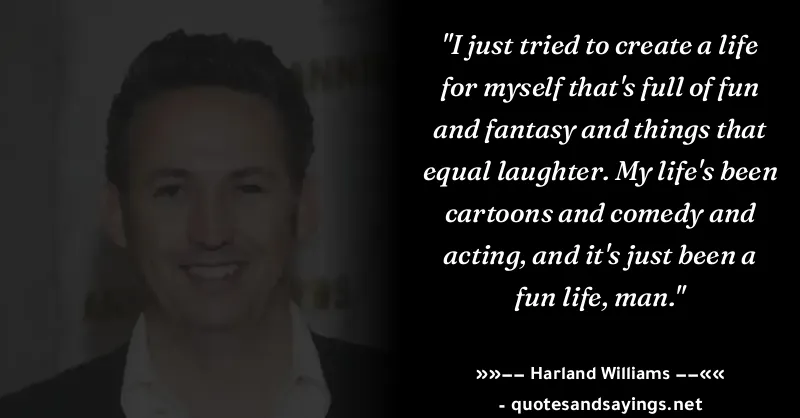 "I just tried to create a life
for myself that's full of fun
and fantasy and things that
equal laughter. My life's been
cartoons and comedy and
acting, and it's just been a
fun life, man."
»»−− Harland Williams −−««
- quotesandsayings.net